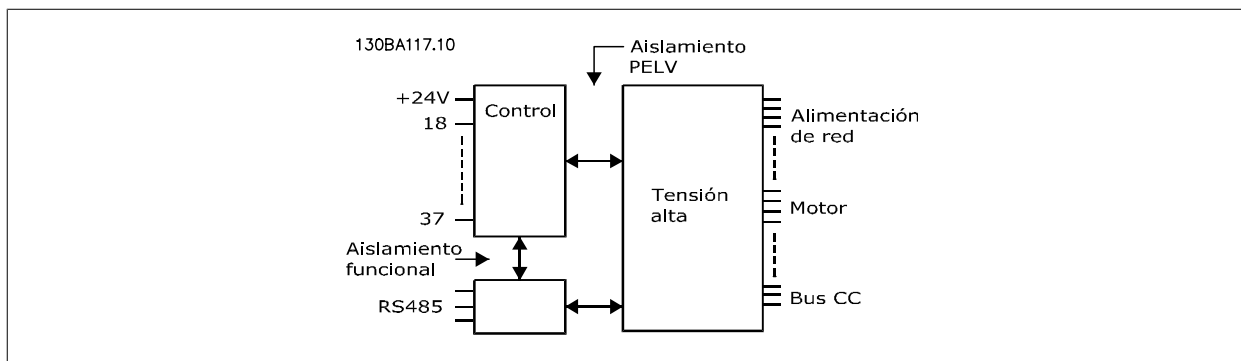 130BA117.10
Aislamiento
PELV
+24V
Control
18
Alimentación
de red
Tensión
alta
37
Motor
Aislamiento
funcional
RS485
Bus CC